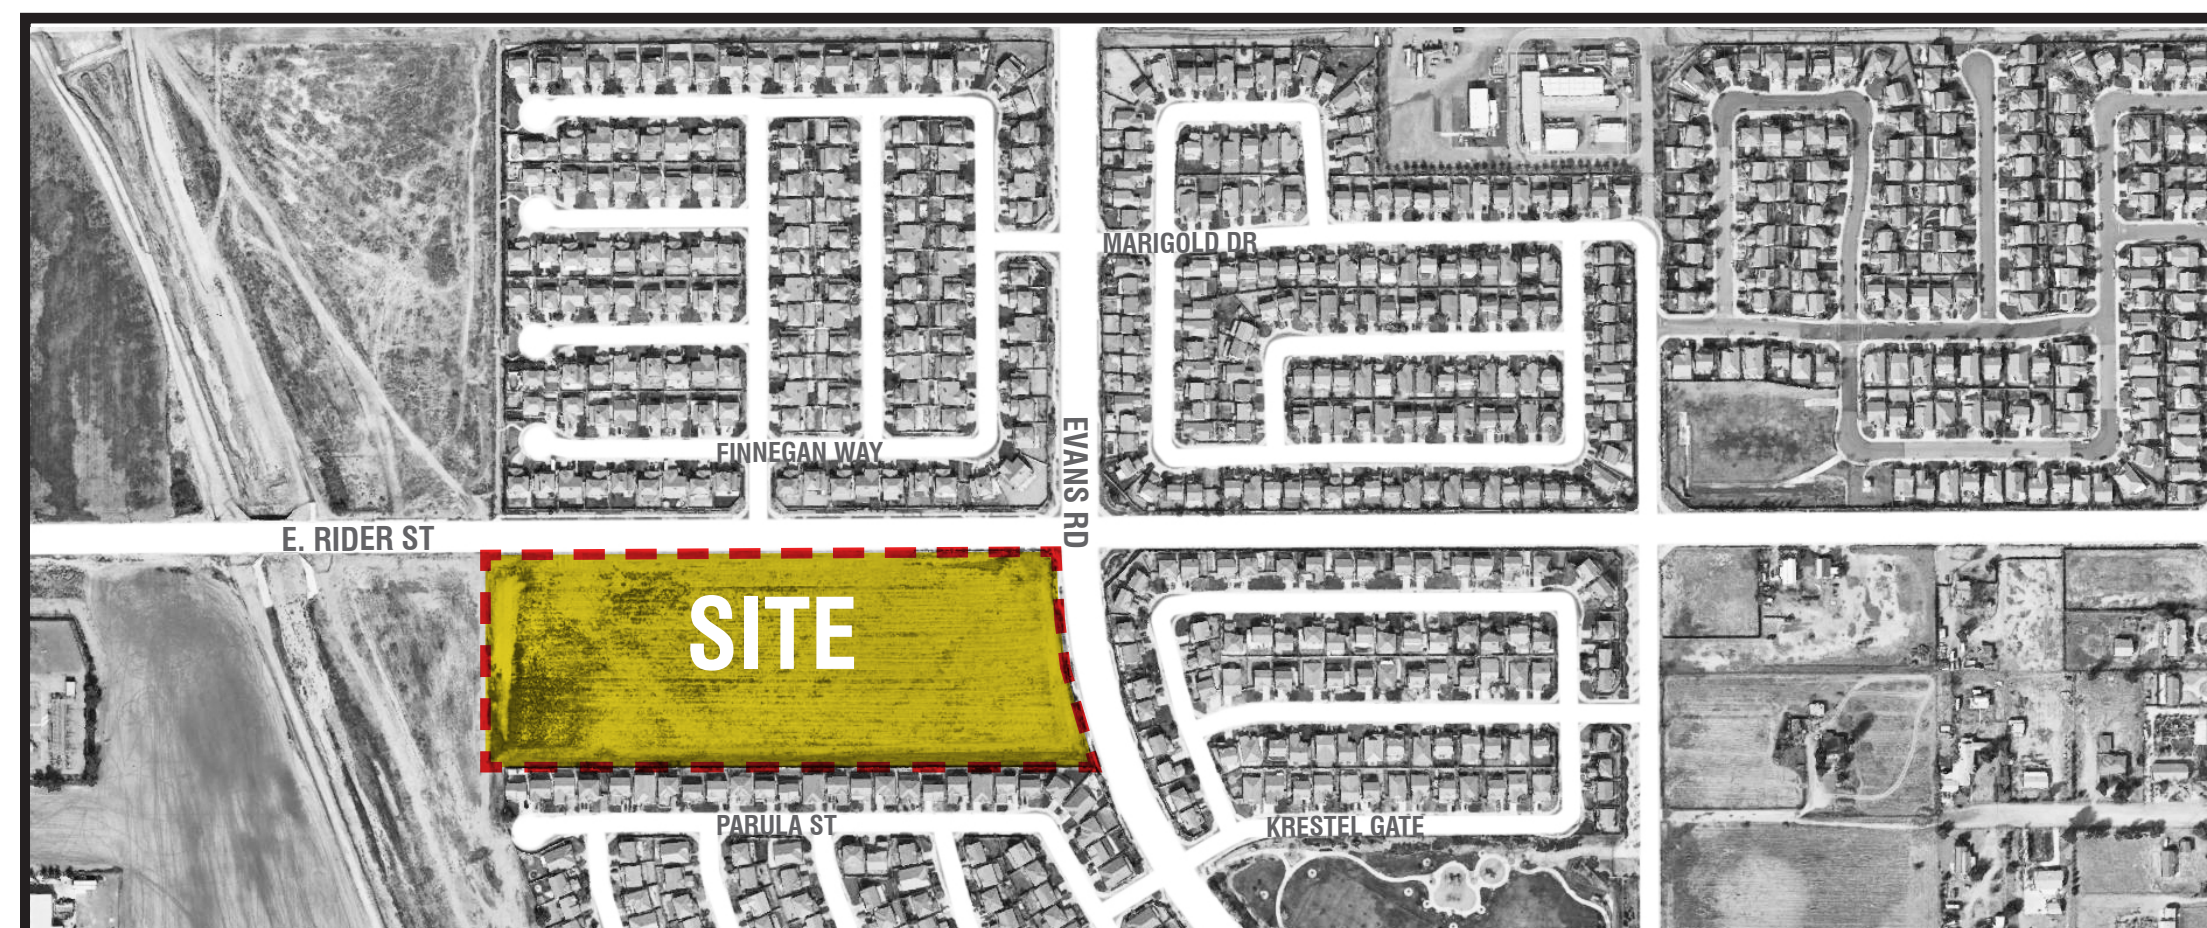 MARIGOLD DR
FINNEGAN WAY
EVANS RD
E. RIDER ST
SITE
PARULA ST
KRESTEL GATE